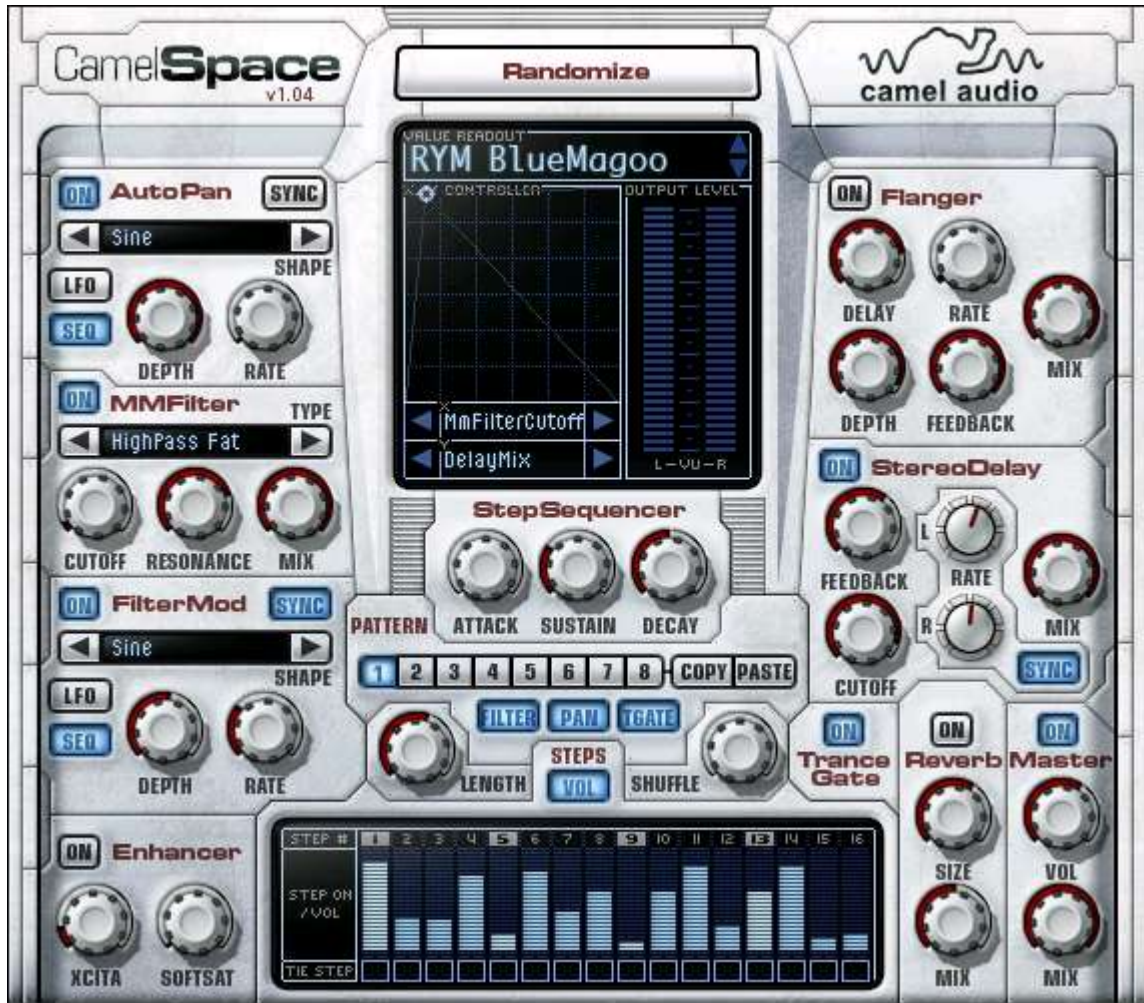 CamelSpace
v1.04
Randomize
camel audio
VALUE READOUT
RYM BlueMagoo
X Y CONTROLLER
OUTPUT LEVEL
X
MmFilterCutoff
Y
DelayMix
L-VU-R
ON AutoPan SYNC
Sine
SHAPE
LFO
SEQ
DEPTH RATE
ON MMFilter TYPE
HighPass Fat
CUTOFF RESONANCE MIX
ON FilterMod SYNC
Sine
SHAPE
LFO
SEQ
DEPTH RATE
ON Enhancer
XCITA SOFTSAT
StepSequencer
ATTACK SUSTAIN DECAY
PATTERN
1 2 3 4 5 6 7 8 COPY PASTE
FILTER PAN TGATE
LENGTH STEPS SHUFFLE
VOL
STEP # 1 2 3 4 5 6 7 8 9 10 11 12 13 14 15 16
STEP ON
/VOL
TIE STEP
ON Flanger
DELAY RATE
MIX
DEPTH FEEDBACK
ON StereoDelay
L
FEEDBACK RATE
R
MIX
CUTOFF SYNC
ON
Trance
Gate
ON
Reverb
SIZE
MIX
ON
Master
VOL
MIX